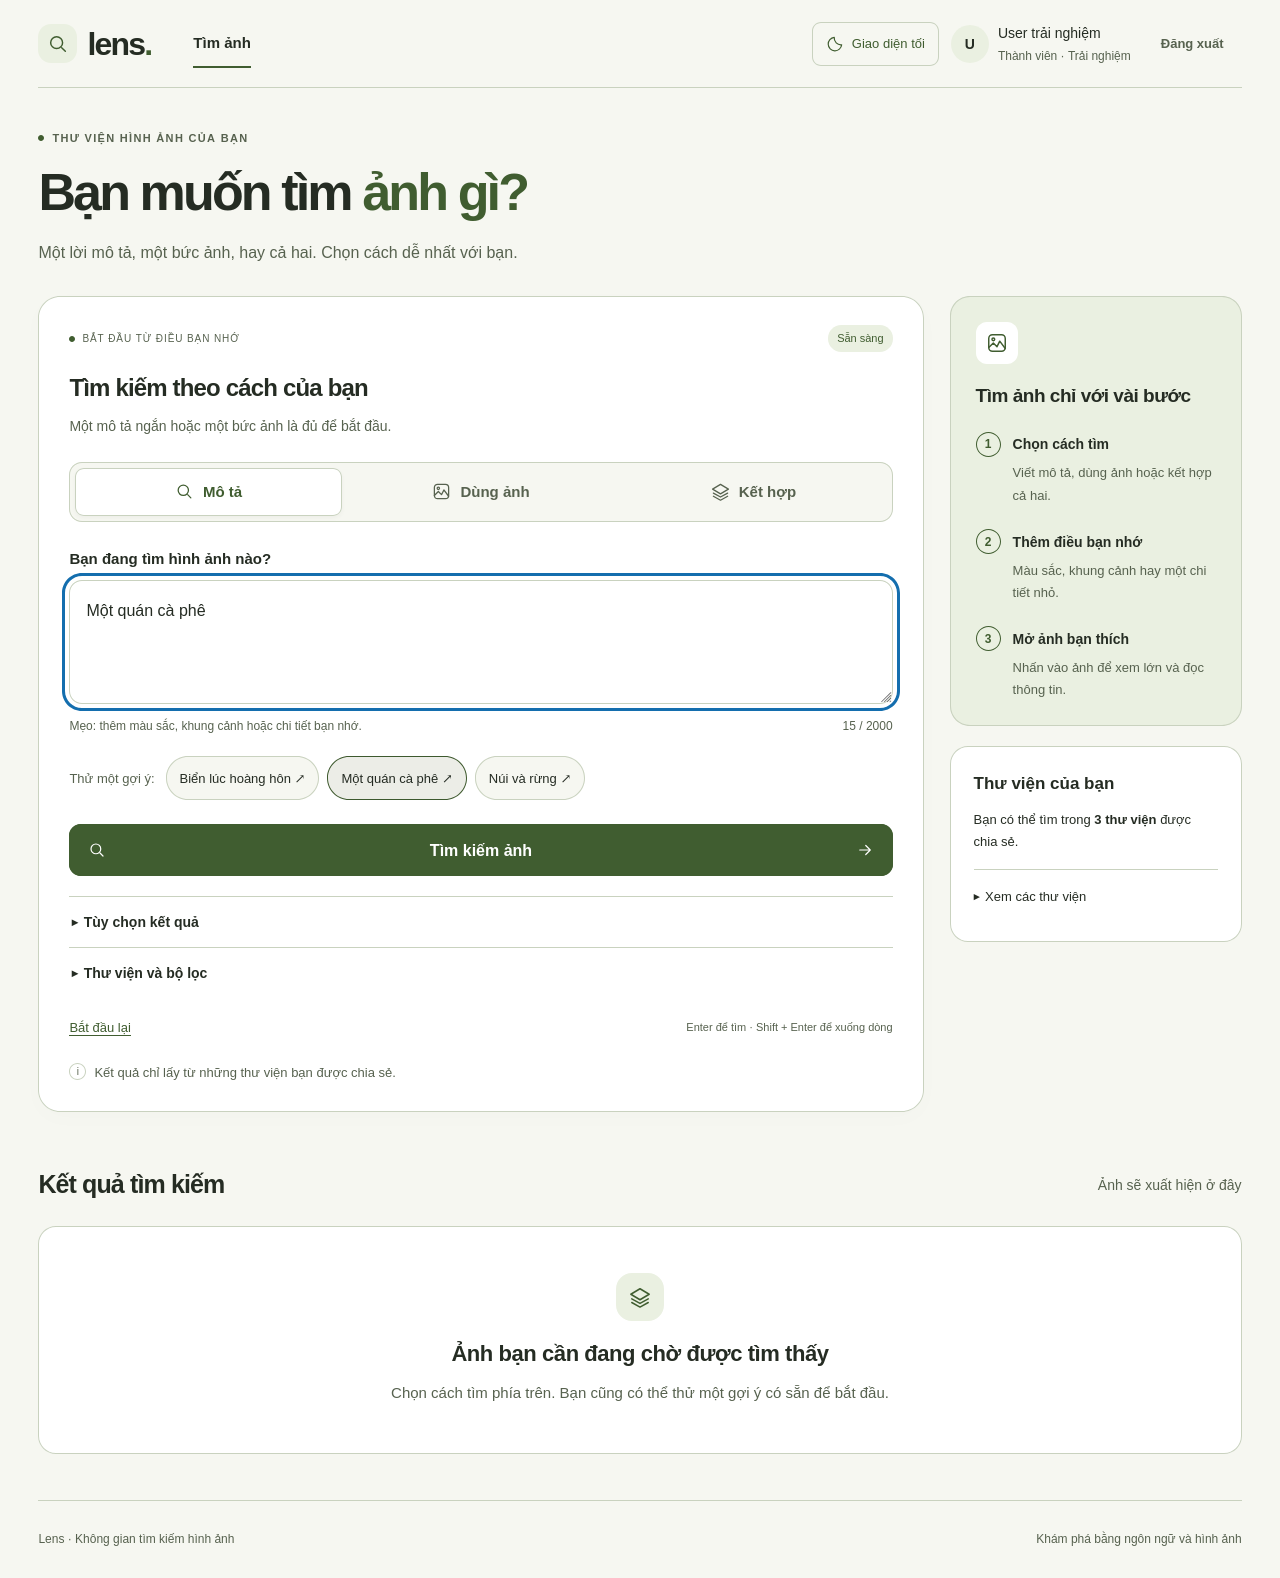 lens.
Tìm ảnh
Giao diện tối
U
User trải nghiệm
Thành viên · Trải nghiệm
Đăng xuất
THƯ VIỆN HÌNH ẢNH CỦA BẠN
Bạn muốn tìm ảnh gì?
Một lời mô tả, một bức ảnh, hay cả hai. Chọn cách dễ nhất với bạn.
BẮT ĐẦU TỪ ĐIỀU BẠN NHỚ
Sẵn sàng
Tìm kiếm theo cách của bạn
Một mô tả ngắn hoặc một bức ảnh là đủ để bắt đầu.
Mô tả
Dùng ảnh
Kết hợp
Bạn đang tìm hình ảnh nào?
Một quán cà phê
Mẹo: thêm màu sắc, khung cảnh hoặc chi tiết bạn nhớ.
15 / 2000
Thử một gợi ý:
Biển lúc hoàng hôn ↗
Một quán cà phê ↗
Núi và rừng ↗
Tìm kiếm ảnh
▸ Tùy chọn kết quả
▸ Thư viện và bộ lọc
Bắt đầu lại
Enter để tìm · Shift + Enter để xuống dòng
i
Kết quả chỉ lấy từ những thư viện bạn được chia sẻ.
Tìm ảnh chỉ với vài bước
1
Chọn cách tìm
Viết mô tả, dùng ảnh hoặc kết hợp
cả hai.
2
Thêm điều bạn nhớ
Màu sắc, khung cảnh hay một chi
tiết nhỏ.
3
Mở ảnh bạn thích
Nhấn vào ảnh để xem lớn và đọc
thông tin.
Thư viện của bạn
Bạn có thể tìm trong 3 thư viện được
chia sẻ.
▸ Xem các thư viện
Kết quả tìm kiếm
Ảnh sẽ xuất hiện ở đây
Ảnh bạn cần đang chờ được tìm thấy
Chọn cách tìm phía trên. Bạn cũng có thể thử một gợi ý có sẵn để bắt đầu.
Lens · Không gian tìm kiếm hình ảnh
Khám phá bằng ngôn ngữ và hình ảnh